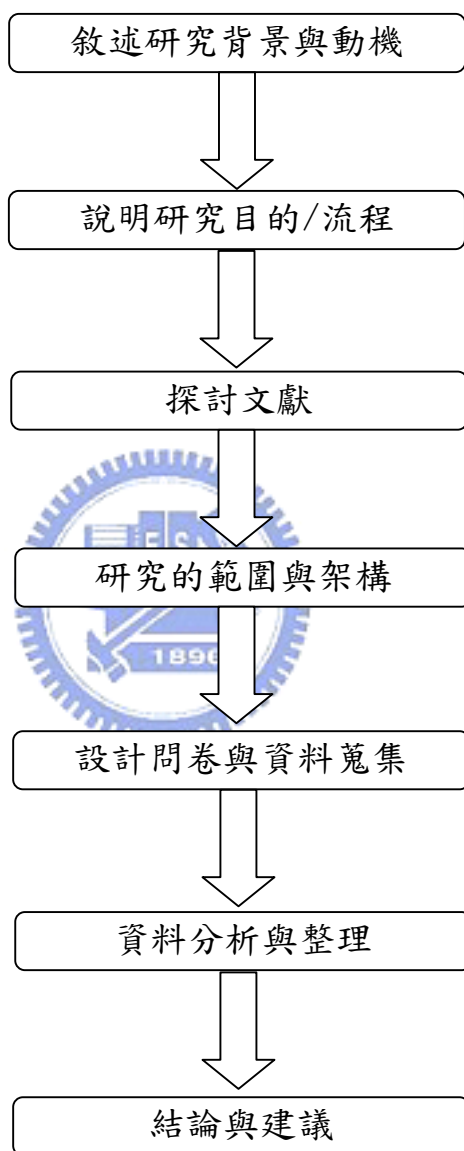 敘述研究背景與動機
說明研究目的/流程
探討文獻
研究的範圍與架構
設計問卷與資料蒐集
1896
資料分析與整理
結論與建議